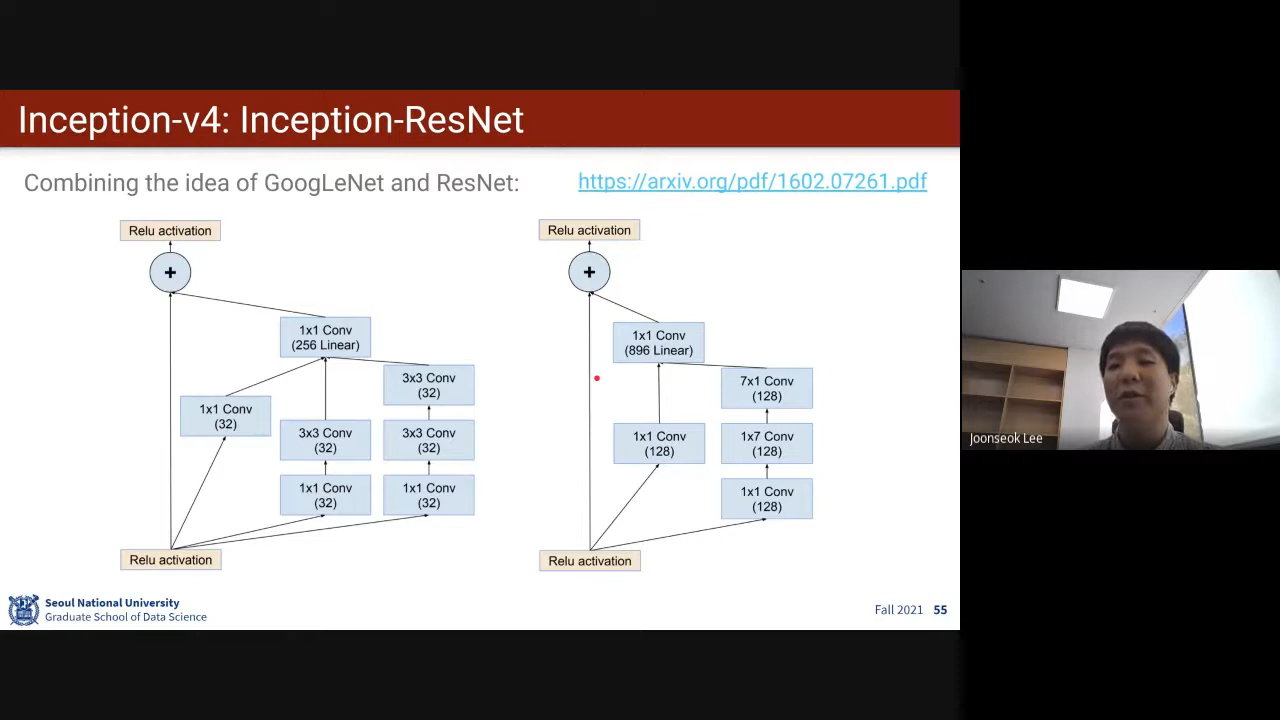 Inception-v4: Inception-ResNet
Combining the idea of GoogLeNet and ResNet:
https://arxiv.org/pdf/1602.07261.pdf
Relu activation
+
1x1 Conv
(256 Linear)
3x3 Conv
(32)
1x1 Conv
(32)
3x3 Conv
(32)
3x3 Conv
(32)
1x1 Conv
(32)
1x1 Conv
(32)
Relu activation
Relu activation
+
1x1 Conv
(896 Linear)
7x1 Conv
(128)
1x1 Conv
(128)
1x7 Conv
(128)
1x1 Conv
(128)
Relu activation
Joonseok Lee
Seoul National University
Graduate School of Data Science
Fall 2021 55